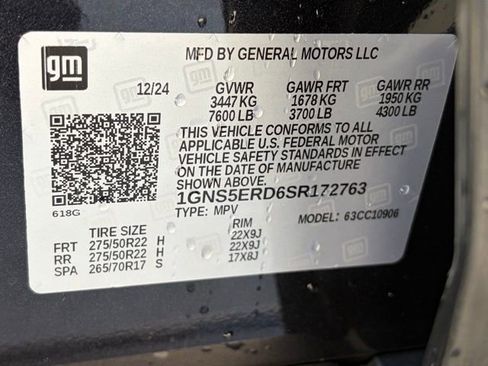 gm
MFD BY GENERAL MOTORS LLC
12/24 GVWR GAWR FRT GAWR RR
3447 KG 1678 KG 1950 KG
7600 LB 3700 LB 4300 LB
THIS VEHICLE CONFORMS TO ALL
APPLICABLE U.S. FEDERAL MOTOR
VEHICLE SAFETY STANDARDS IN EFFECT
ON THE DATE OF MANUFACTURE
SHOWN ABOVE.
1GNS5ERD6SR172763
618G TYPE: MPV MODEL: 63CC10906
TIRE SIZE RIM
FRT 275/50R22 H 22X9J
RR 275/50R22 H 22X9J
SPA 265/70R17 S 17X8J